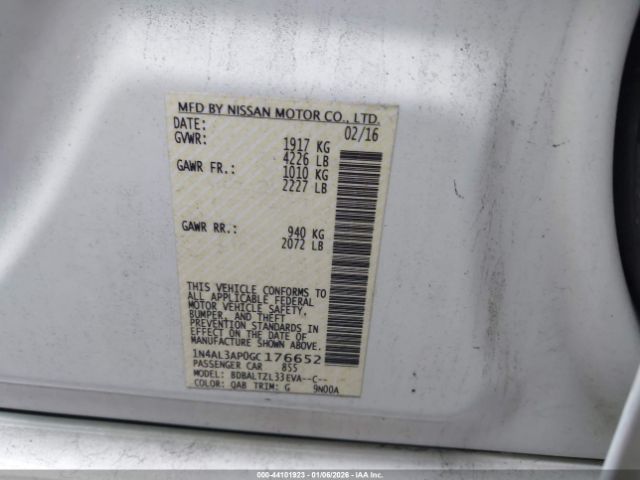 MFD BY NISSAN MOTOR CO., LTD.
DATE: 02/16
GVWR: 1917 KG
4226 LB
GAWR FR.: 1010 KG
2227 LB
GAWR RR.: 940 KG
2072 LB
THIS VEHICLE CONFORMS TO
ALL APPLICABLE FEDERAL
MOTOR VEHICLE SAFETY,
BUMPER, AND THEFT
PREVENTION STANDARDS
IN EFFECT ON THE DATE OF
MANUFACTURE SHOWN ABOVE.
1N4AL3AP0GC176652
PASSENGER CAR 855
MODEL: BDBALTZL33EVA--C--
COLOR: QAB TRIM: G 9N00A
000-44101923 - 01/06/2026 - IAAI.com